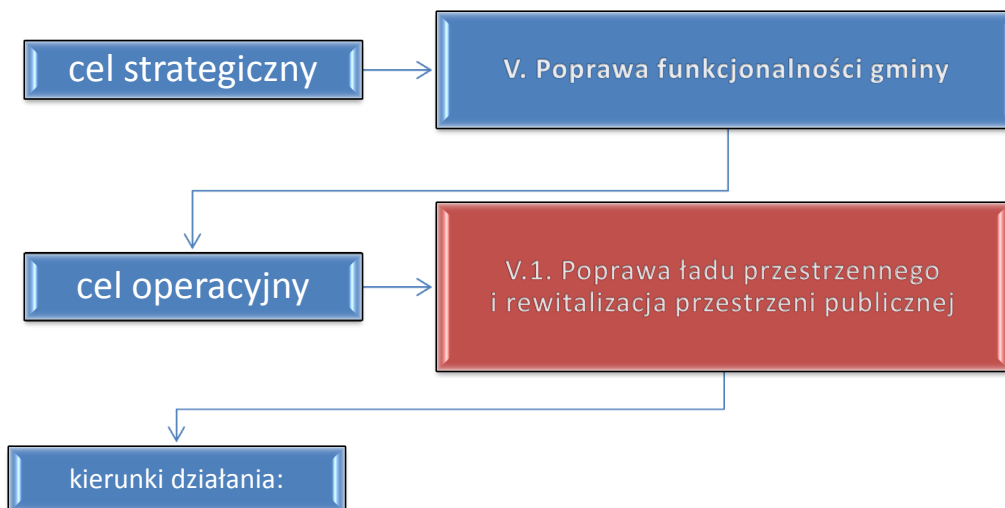 cel strategiczny
V. Poprawa funkcjonalności gminy
cel operacyjny
V.1. Poprawa ładu przestrzennego
i rewitalizacja przestrzeni publicznej
kierunki działania: